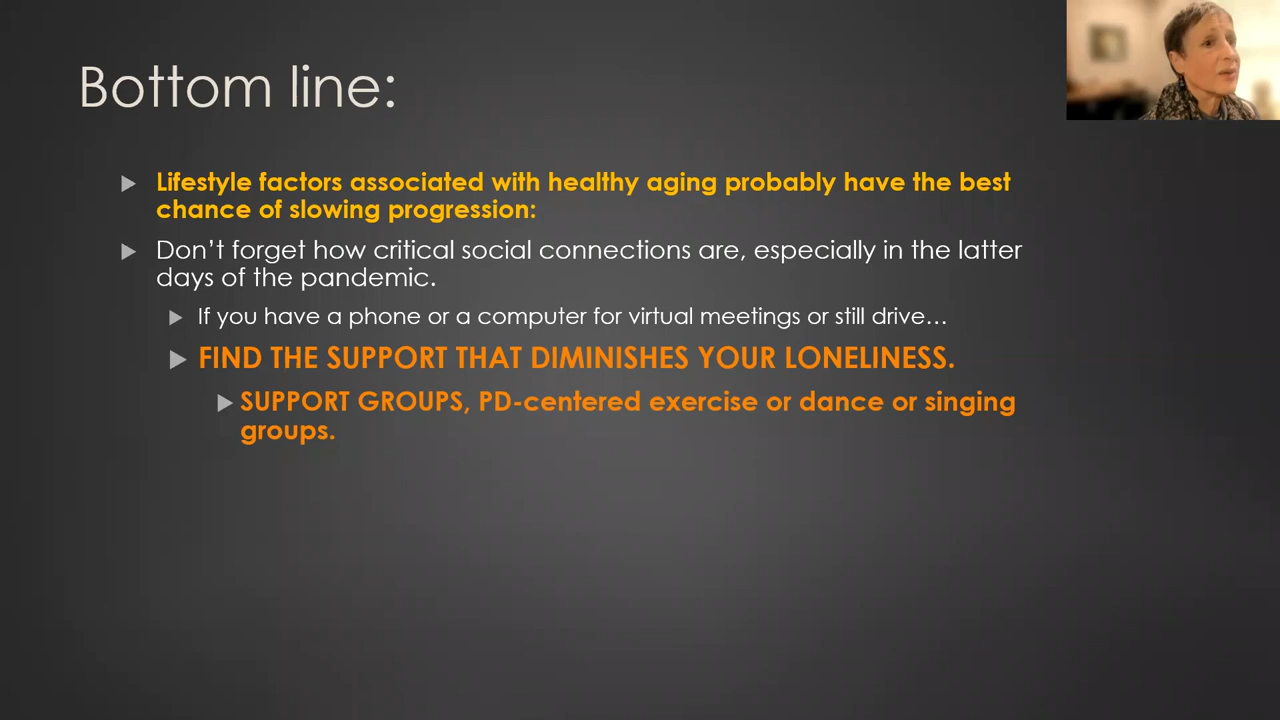 Bottom line:
Lifestyle factors associated with healthy aging probably have the best
chance of slowing progression:
Don’t forget how critical social connections are, especially in the latter
days of the pandemic.
If you have a phone or a computer for virtual meetings or still drive…
FIND THE SUPPORT THAT DIMINISHES YOUR LONELINESS.
SUPPORT GROUPS, PD-centered exercise or dance or singing
groups.